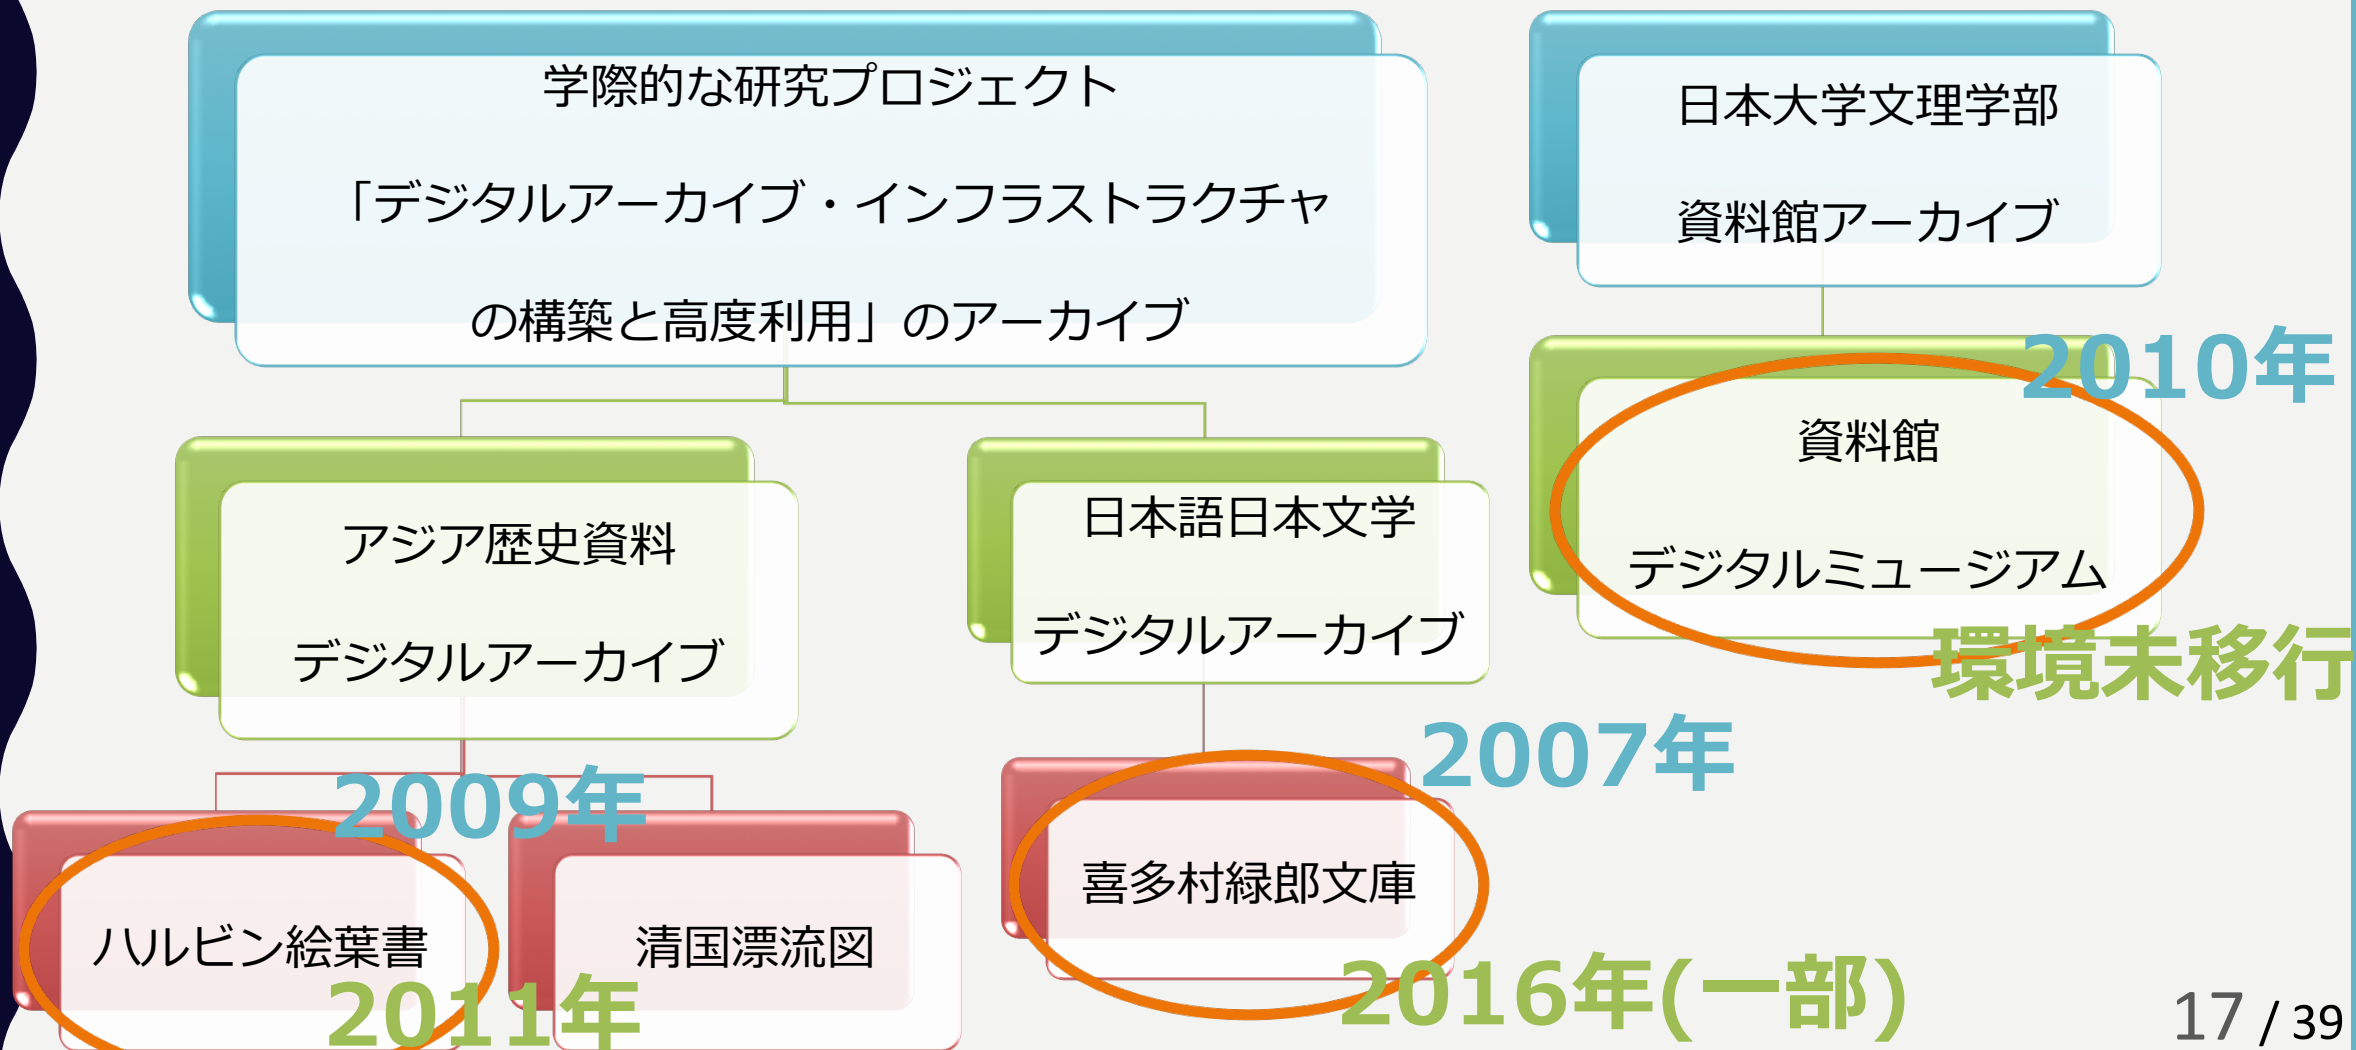 学際的な研究プロジェクト
「デジタルアーカイブ・インフラストラクチャ
の構築と高度利用」のアーカイブ
日本大学文理学部
資料館アーカイブ
アジア歴史資料
デジタルアーカイブ
日本語日本文学
デジタルアーカイブ
2010年
資料館
デジタルミュージアム
環境未移行
2009年
ハルビン絵葉書
2011年
清国漂流図
2007年
喜多村緑郎文庫
2016年(一部)
17 / 39